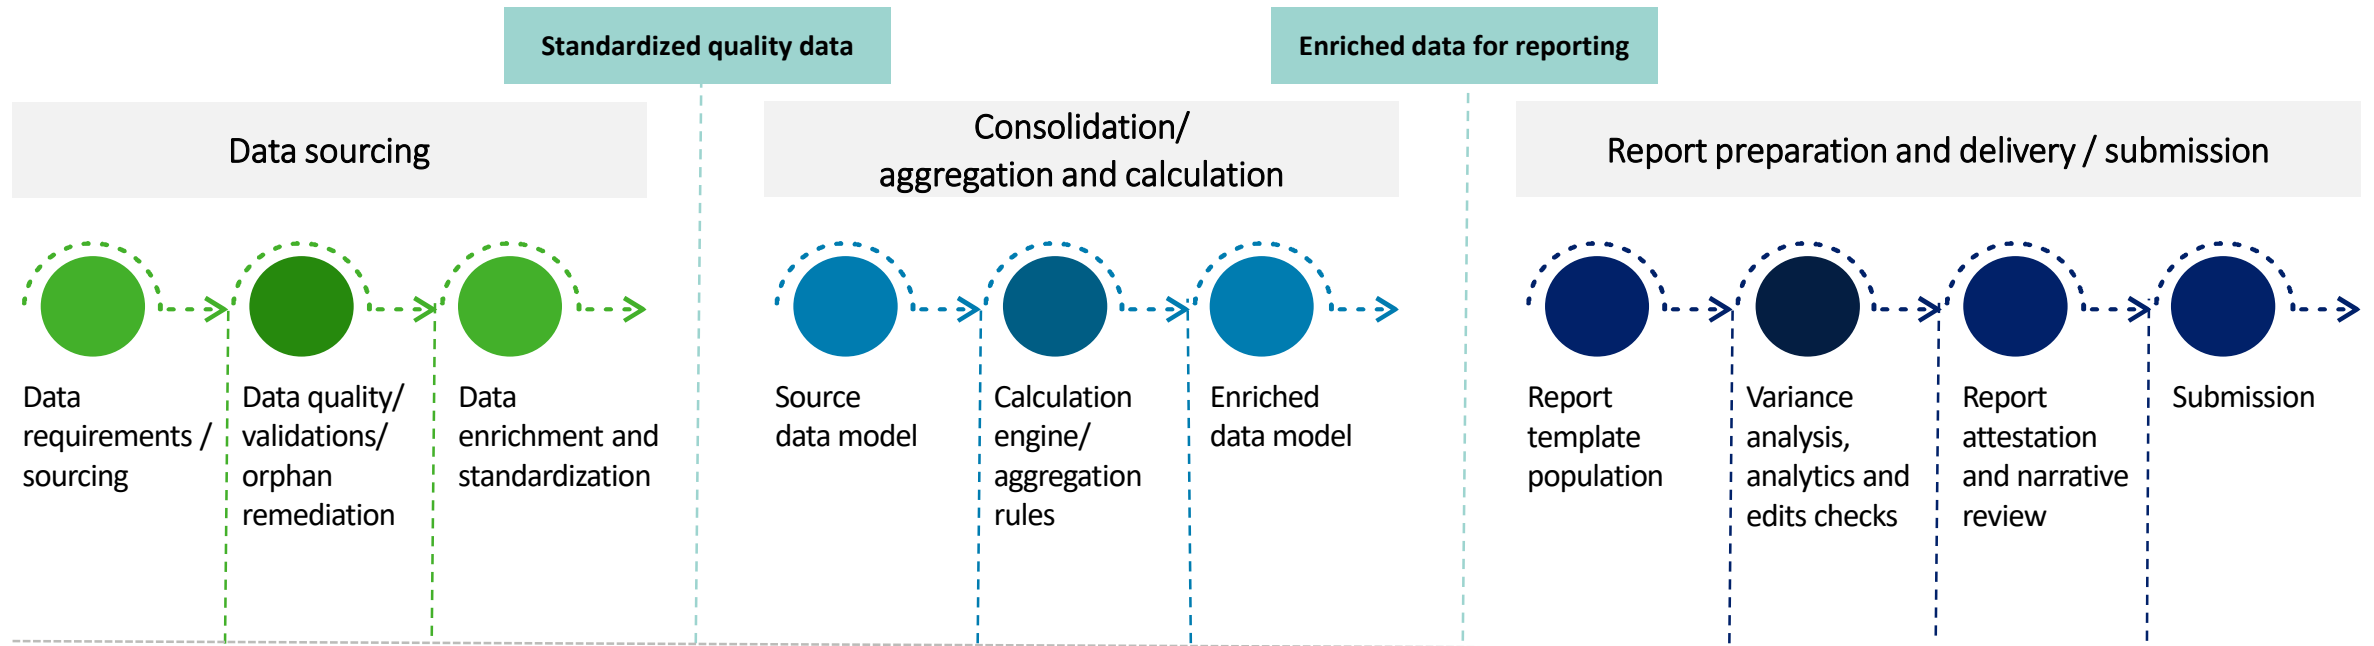 Standardized quality data
Enriched data for reporting
Data sourcing
Consolidation/
aggregation and calculation
Report preparation and delivery / submission
Data
requirements /
sourcing
Data quality/
validations/
orphan
remediation
Data
enrichment and
standardization
Source
data model
Calculation
engine/
aggregation
rules
Enriched
data model
Report
template
population
Variance
analysis,
analytics and
edits checks
Report
attestation
and narrative
review
Submission